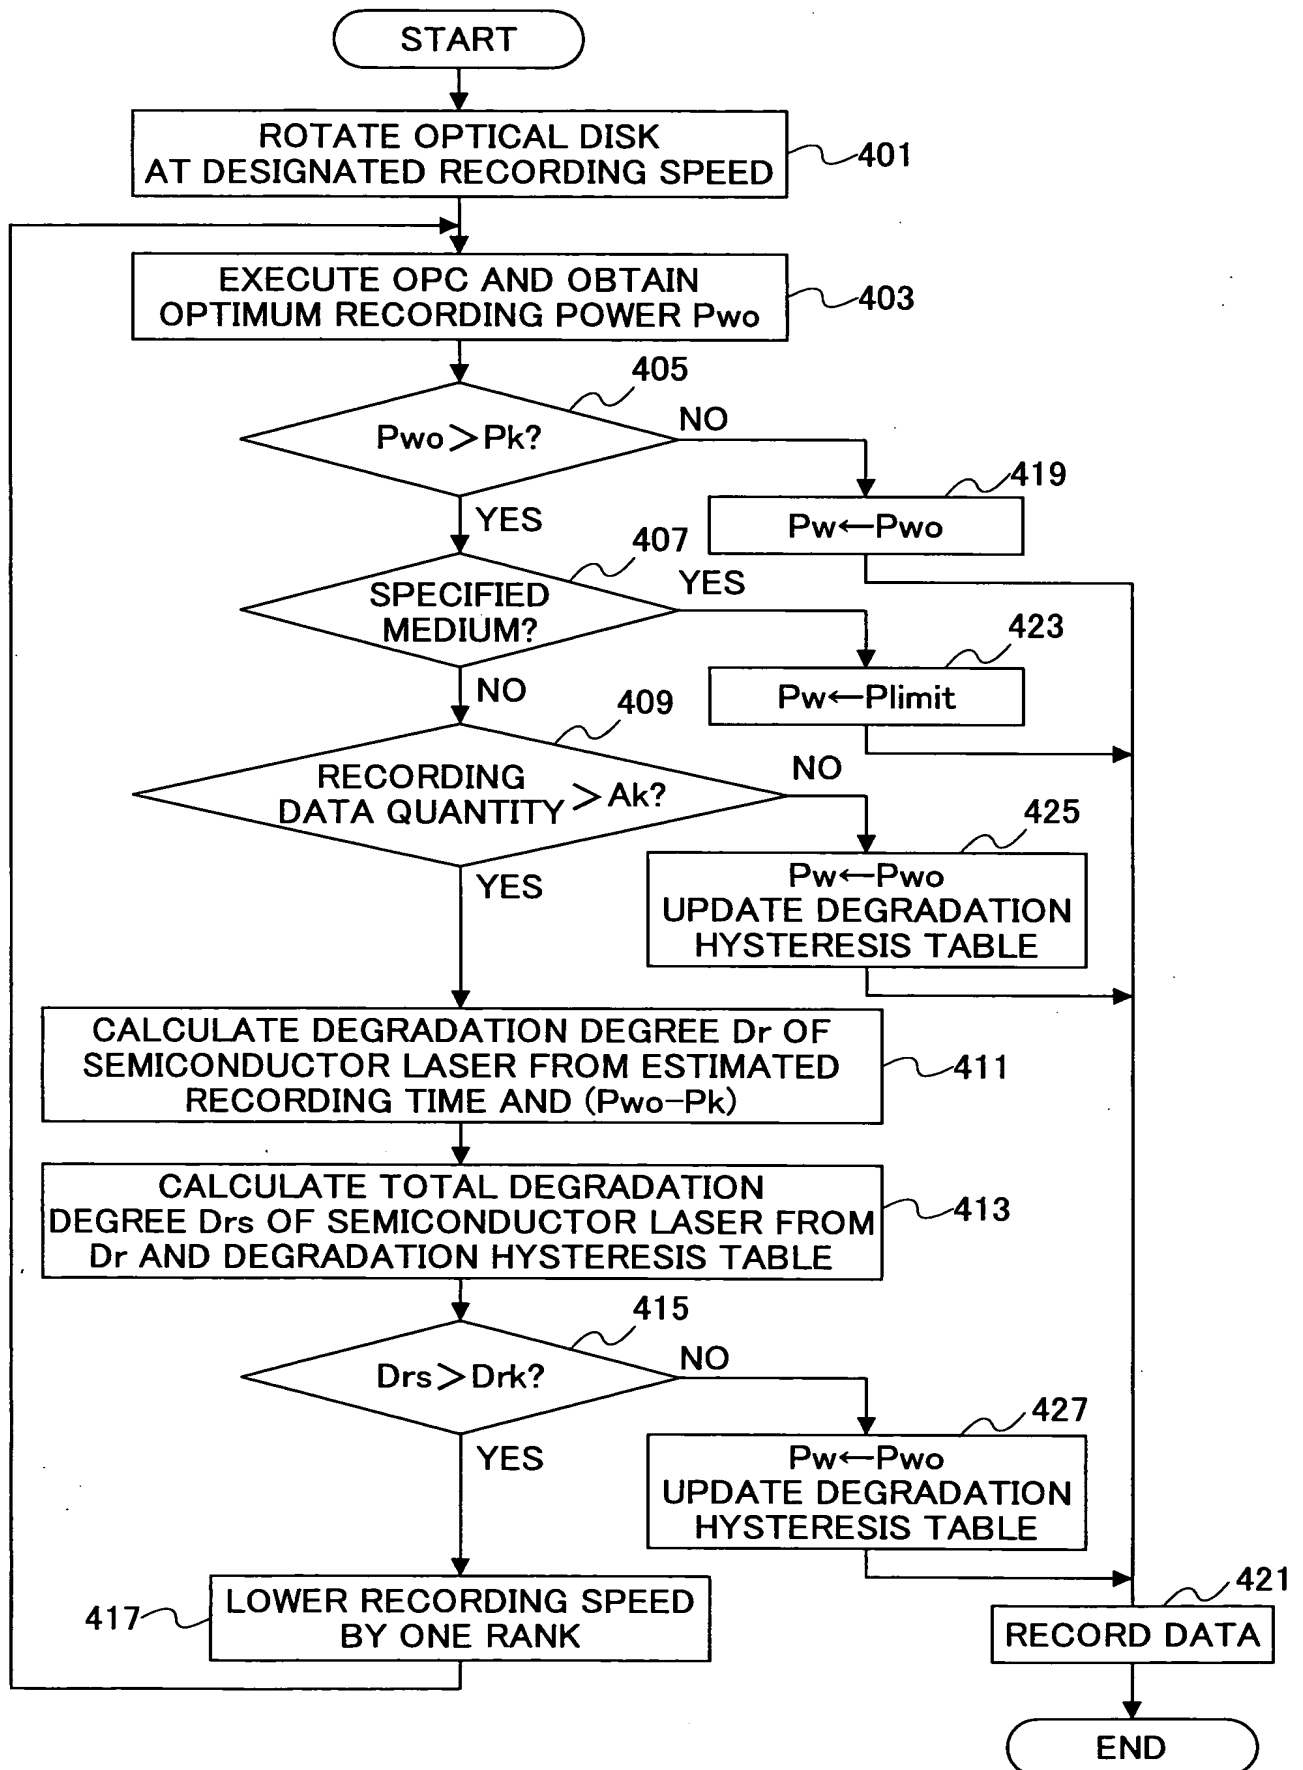 START
ROTATE OPTICAL DISK
AT DESIGNATED RECORDING SPEED
401
EXECUTE OPC AND OBTAIN
OPTIMUM RECORDING POWER Pwo
403
405
Pwo>Pk?
NO
YES
419
Pw←Pwo
407
SPECIFIED
MEDIUM?
YES
NO
423
Pw←Plimit
409
RECORDING
DATA QUANTITY > Ak?
NO
YES
425
Pw←Pwo
UPDATE DEGRADATION
HYSTERESIS TABLE
CALCULATE DEGRADATION DEGREE Dr OF
SEMICONDUCTOR LASER FROM ESTIMATED
RECORDING TIME AND (Pwo-Pk)
411
CALCULATE TOTAL DEGRADATION
DEGREE Drs OF SEMICONDUCTOR LASER FROM
Dr AND DEGRADATION HYSTERESIS TABLE
413
415
Drs>Drk?
NO
YES
427
Pw←Pwo
UPDATE DEGRADATION
HYSTERESIS TABLE
417
LOWER RECORDING SPEED
BY ONE RANK
421
RECORD DATA
END